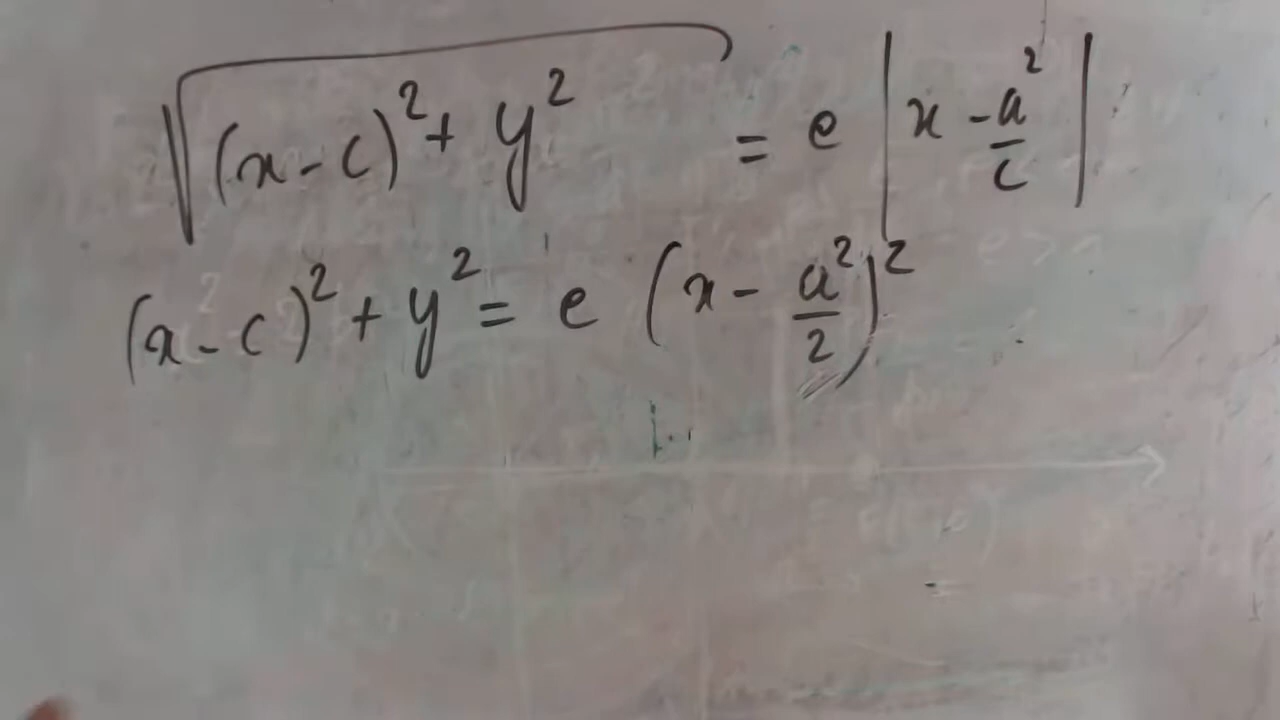 √((x-c)² + y²) = e |x - a²/c|
(x-c)² + y² = e (x - a²/2)²